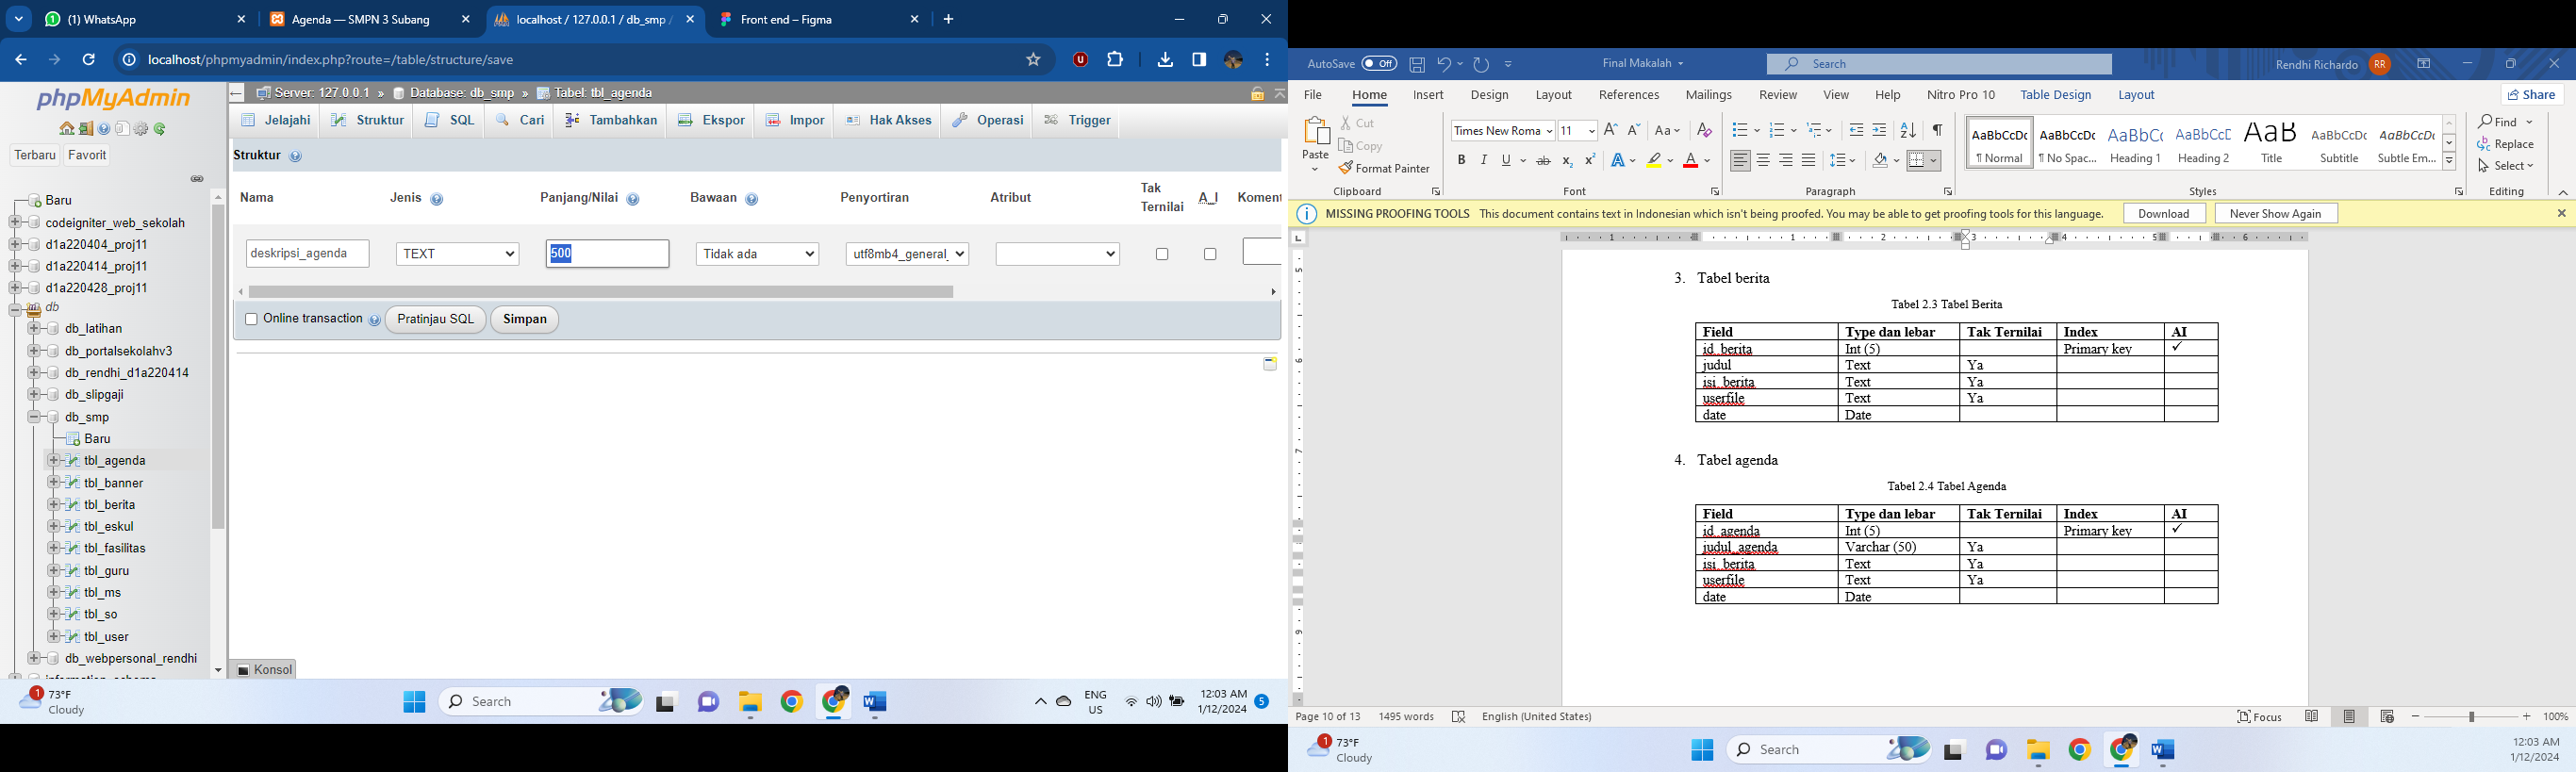 (1) WhatsApp
Agenda — SMPN 3 Subang
localhost / 127.0.0.1 / db_smp /
Front end – Figma
localhost/phpmyadmin/index.php?route=/table/structure/save
phpMyAdmin
Terbaru Favorit
Baru
codeigniter_web_sekolah
d1a220404_proj11
d1a220414_proj11
d1a220428_proj11
db
db_latihan
db_portalsekolahv3
db_rendhi_d1a220414
db_slipgaji
db_smp
Baru
tbl_agenda
tbl_banner
tbl_berita
tbl_eskul
tbl_fasilitas
tbl_guru
tbl_ms
tbl_so
tbl_user
db_webpersonal_rendhi
information_schema
Server: 127.0.0.1 » Database: db_smp » Tabel: tbl_agenda
Jelajahi Struktur SQL Cari Tambahkan Ekspor Impor Hak Akses Operasi Trigger
Struktur
Nama Jenis Panjang/Nilai Bawaan Penyortiran Atribut Tak Ternilai A_I Koment
deskripsi_agenda TEXT 500 Tidak ada utf8mb4_general_
Online transaction Pratinjau SQL Simpan
Konsol
1 73°F
Cloudy
Search
ENG
US
12:03 AM
1/12/2024
5
AutoSave Off Final Makalah Search Rendhi Richardo RR
File Home Insert Design Layout References Mailings Review View Help Nitro Pro 10 Table Design Layout Share
Paste
Cut
Copy
Format Painter
Clipboard
Times New Roma 11
Font
Paragraph
AaBbCcDc AaBbCcDc AaBbC( AaBbCcE AaB AaBbCcD AaBbCcDt
¶ Normal ¶ No Spac... Heading 1 Heading 2 Title Subtitle Subtle Em...
Styles
Find
Replace
Select
Editing
MISSING PROOFING TOOLS This document contains text in Indonesian which isn't being proofed. You may be able to get proofing tools for this language. Download Never Show Again
3. Tabel berita
Tabel 2.3 Tabel Berita
Field Type dan lebar Tak Ternilai Index AI
id_berita Int (5) Primary key ✓
judul Text Ya
isi_berita Text Ya
userfile Text Ya
date Date
4. Tabel agenda
Tabel 2.4 Tabel Agenda
Field Type dan lebar Tak Ternilai Index AI
id_agenda Int (5) Primary key ✓
judul_agenda Varchar (50) Ya
isi_berita Text Ya
userfile Text Ya
date Date
Page 10 of 13 1495 words English (United States) Focus 100%
1 73°F
Cloudy
Search
12:03 AM
1/12/2024